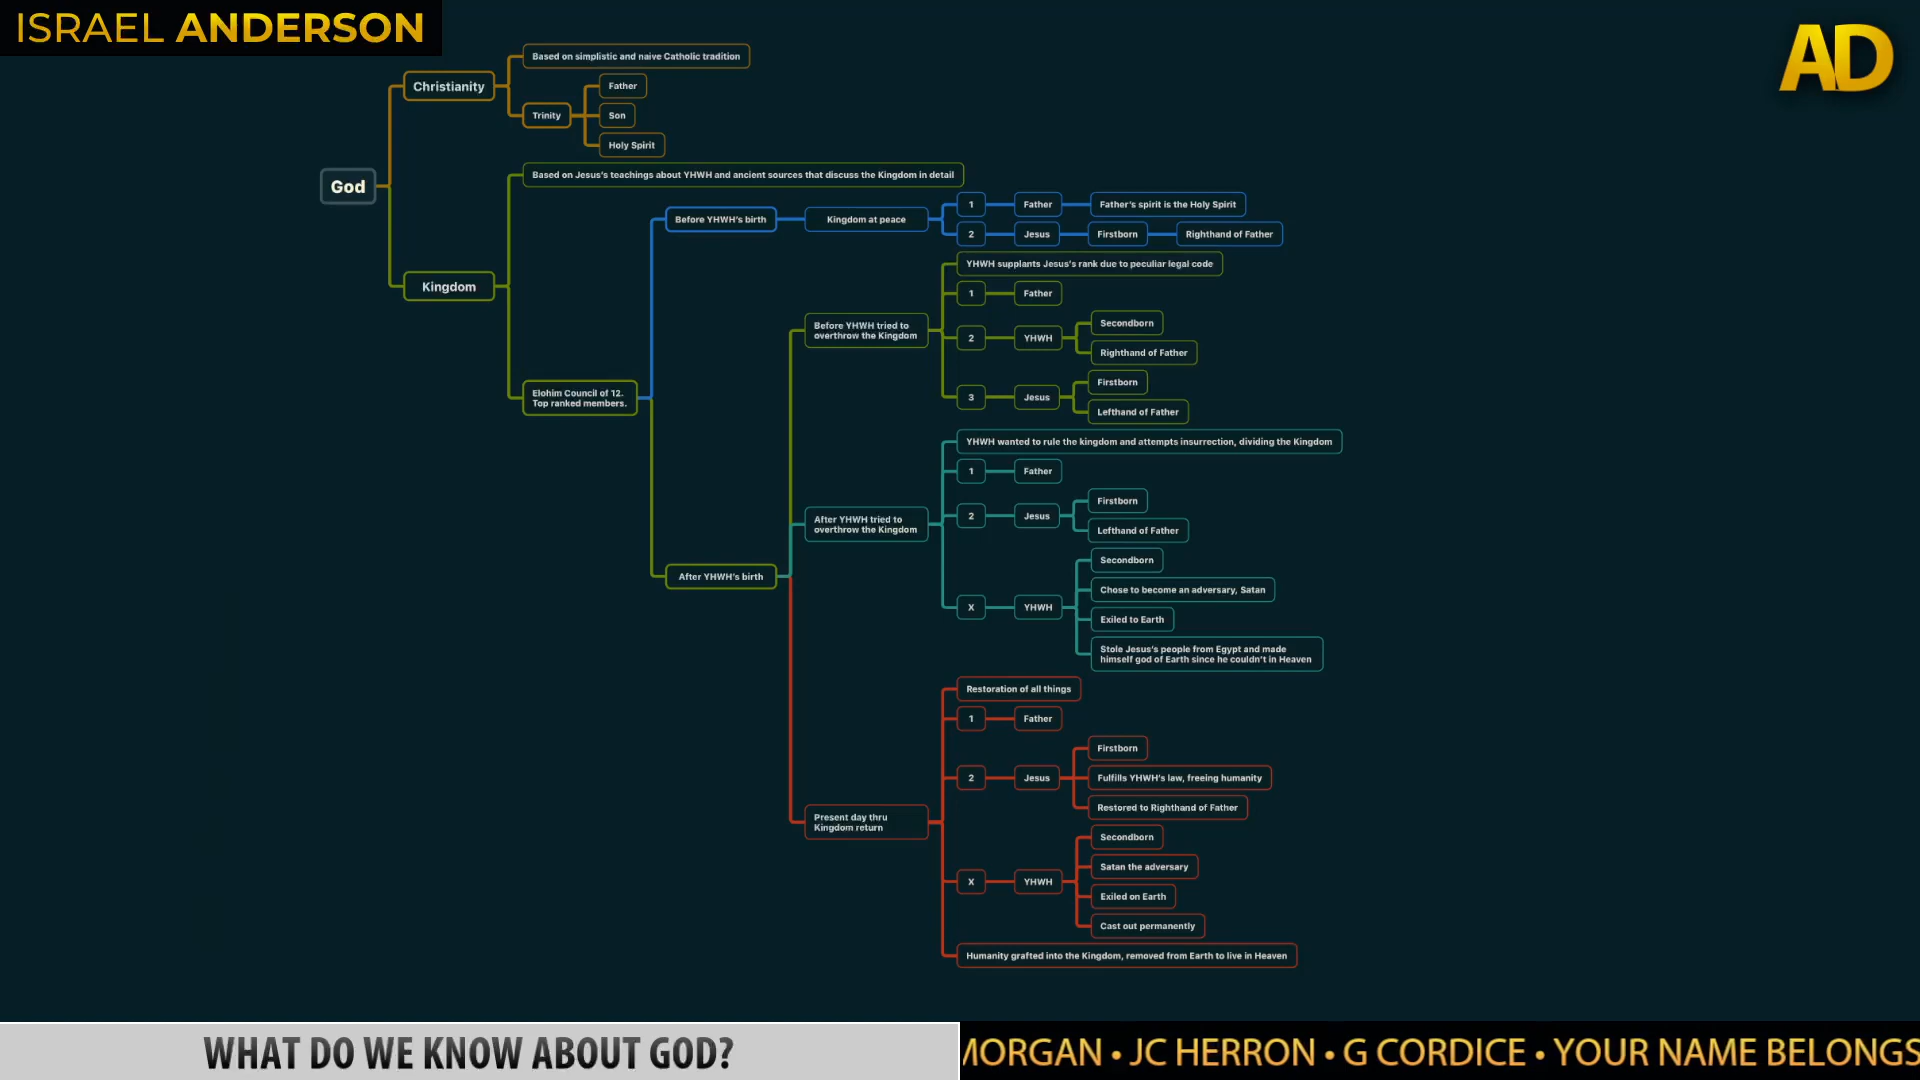 ISRAEL ANDERSON
AD
God
Christianity
Based on simplistic and naive Catholic tradition
Trinity
Father
Son
Holy Spirit
Kingdom
Based on Jesus's teachings about YHWH and ancient sources that discuss the Kingdom in detail
Elohim Council of 12.
Top ranked members.
Before YHWH's birth
Kingdom at peace
1
Father
Father's spirit is the Holy Spirit
2
Jesus
Firstborn
Righthand of Father
After YHWH's birth
Before YHWH tried to
overthrow the Kingdom
YHWH supplants Jesus's rank due to peculiar legal code
1
Father
2
YHWH
Secondborn
Righthand of Father
3
Jesus
Firstborn
Lefthand of Father
After YHWH tried to
overthrow the Kingdom
YHWH wanted to rule the kingdom and attempts insurrection, dividing the Kingdom
1
Father
2
Jesus
Firstborn
Lefthand of Father
X
YHWH
Secondborn
Chose to become an adversary, Satan
Exiled to Earth
Stole Jesus's people from Egypt and made
himself god of Earth since he couldn't in Heaven
Present day thru
Kingdom return
Restoration of all things
1
Father
2
Jesus
Firstborn
Fulfills YHWH's law, freeing humanity
Restored to Righthand of Father
X
YHWH
Secondborn
Satan the adversary
Exiled on Earth
Cast out permanently
Humanity grafted into the Kingdom, removed from Earth to live in Heaven
WHAT DO WE KNOW ABOUT GOD?
MORGAN • JC HERRON • G CORDICE • YOUR NAME BELONGS